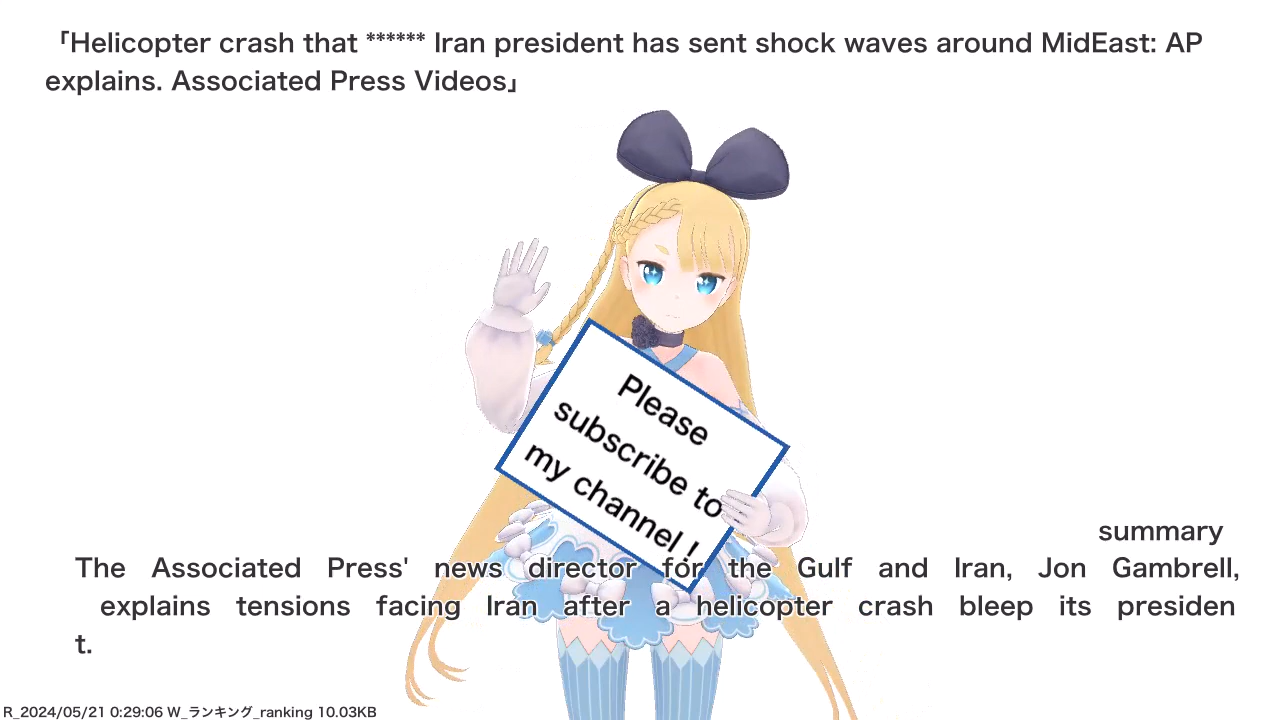 「Helicopter crash that ****** Iran president has sent shock waves around MidEast: AP
explains. Associated Press Videos」
Please
subscribe to
my channel !
summary
The Associated Press' news director for the Gulf and Iran, Jon Gambrell,
explains tensions facing Iran after a helicopter crash bleep its presiden
t.
R_2024/05/21 0:29:06 W_ランキング_ranking 10.03KB